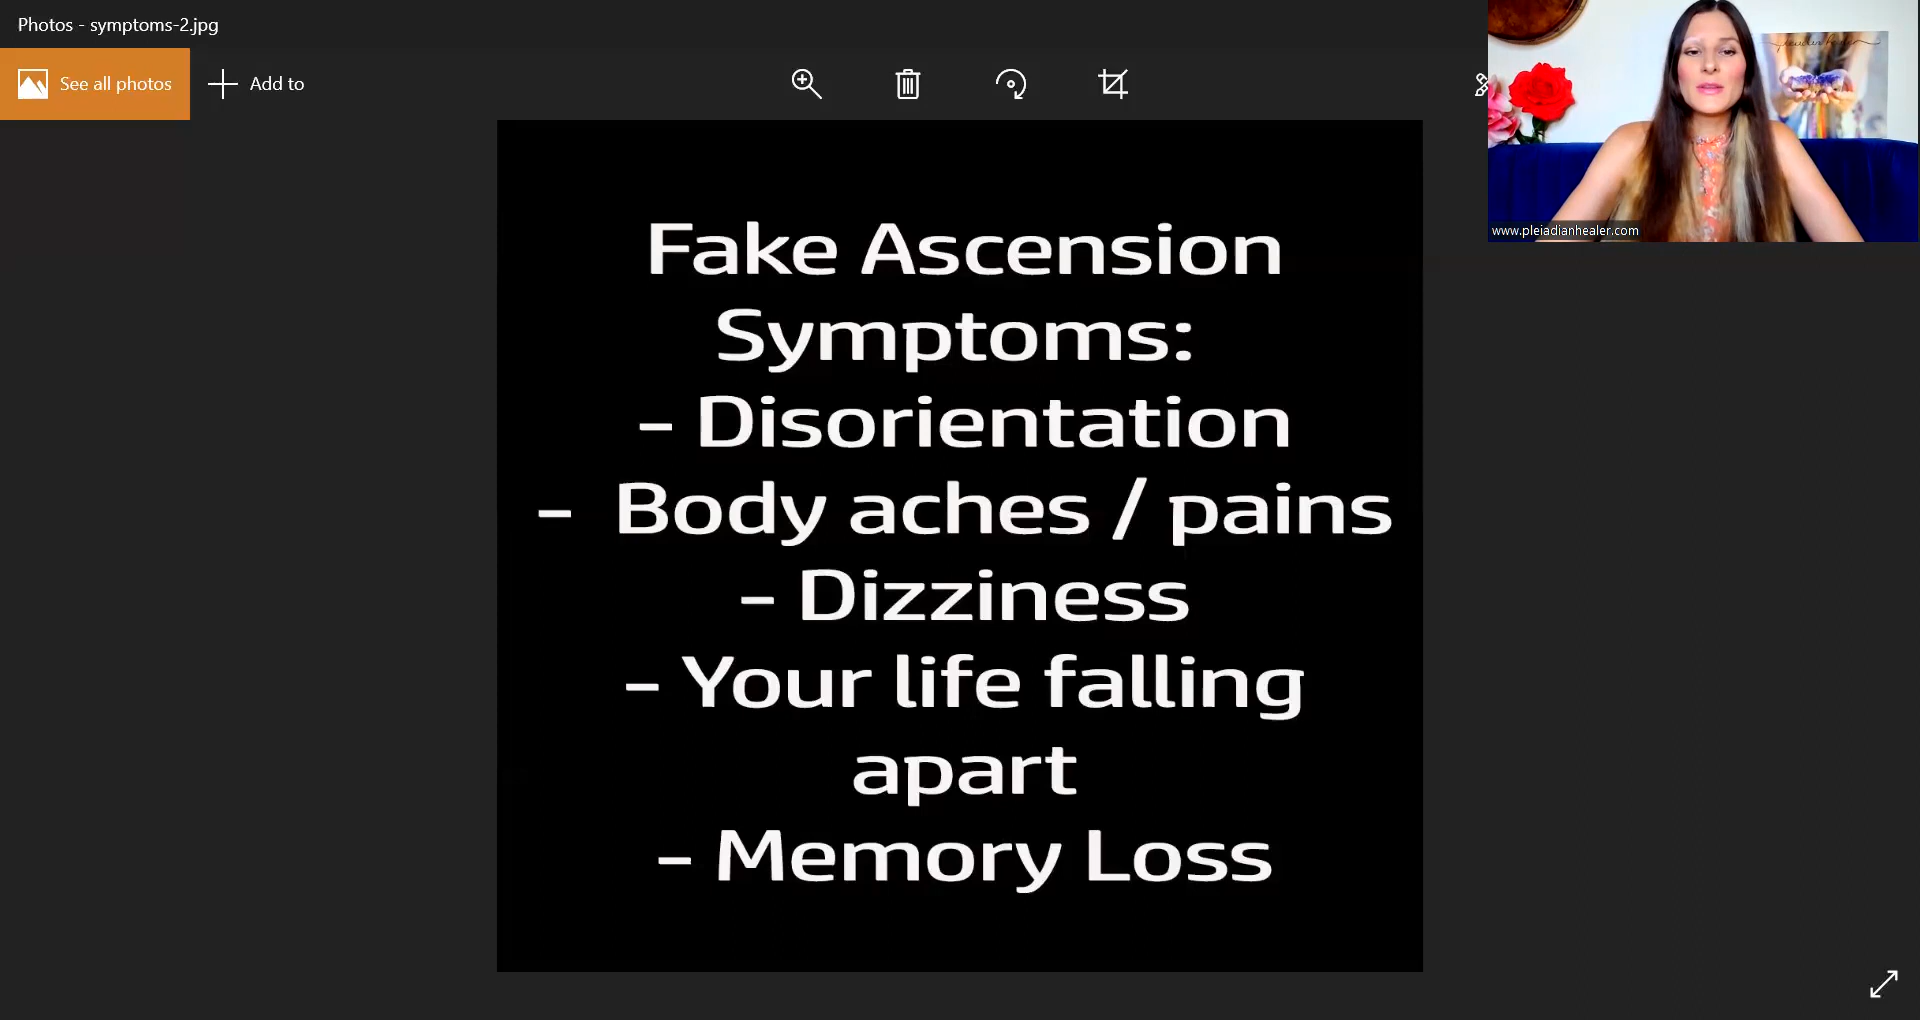 Photos - symptoms-2.jpg
See all photos
Add to
www.pleiadianhealer.com
Fake Ascension
Symptoms:
- Disorientation
- Body aches / pains
- Dizziness
- Your life falling
apart
- Memory Loss